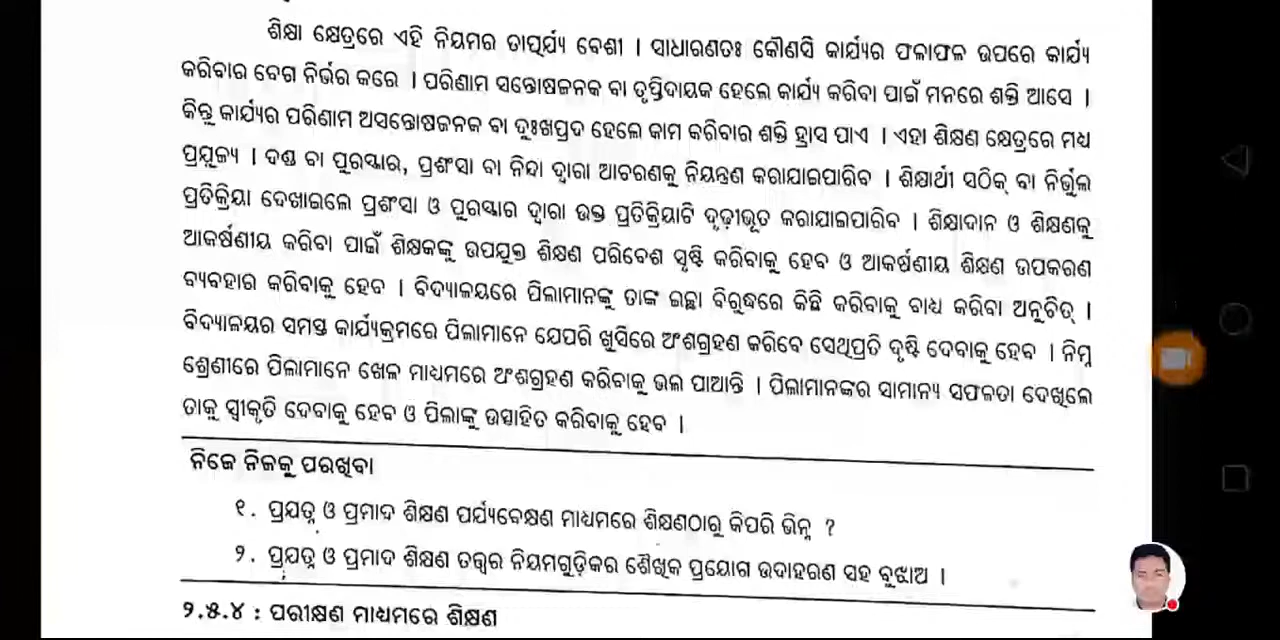 ଶିକ୍ଷା କ୍ଷେତ୍ରରେ ଏହି ନିୟମର ତାତ୍ପର୍ଯ୍ୟ ବେଶୀ । ସାଧାରଣତଃ କୌଣସି କାର୍ଯ୍ୟର ଫଳାଫଳ ଉପରେ କାର୍ଯ୍ୟ
କରିବାର ବେଗ ନିର୍ଭର କରେ । ପରିଣାମ ସନ୍ତୋଷଜନକ ବା ତୃପ୍ତିଦାୟକ ହେଲେ କାର୍ଯ୍ୟ କରିବା ପାଇଁ ମନରେ ଶକ୍ତି ଆସେ ।
କିନ୍ତୁ କାର୍ଯ୍ୟର ପରିଣାମ ଅସନ୍ତୋଷଜନକ ବା ଦୁଃଖପ୍ରଦ ହେଲେ କାମ କରିବାର ଶକ୍ତି ହ୍ରାସ ପାଏ । ଏହା ଶିକ୍ଷଣ କ୍ଷେତ୍ରରେ ମଧ୍ୟ
ପ୍ରଯୁଜ୍ୟ । ଦଣ୍ଡ ବା ପୁରସ୍କାର, ପ୍ରଶଂସା ବା ନିନ୍ଦା ଦ୍ୱାରା ଆଚରଣକୁ ନିୟନ୍ତ୍ରଣ କରାଯାଇପାରିବ । ଶିକ୍ଷାର୍ଥୀ ସଠିକ୍ ବା ନିର୍ଭୁଲ
ପ୍ରତିକ୍ରିୟା ଦେଖାଇଲେ ପ୍ରଶଂସା ଓ ପୁରସ୍କାର ଦ୍ୱାରା ଉକ୍ତ ପ୍ରତିକ୍ରିୟାଟି ଦୃଢ଼ୀଭୂତ କରାଯାଇପାରିବ । ଶିକ୍ଷାଦାନ ଓ ଶିକ୍ଷଣକୁ
ଆକର୍ଷଣୀୟ କରିବା ପାଇଁ ଶିକ୍ଷକଙ୍କୁ ଉପଯୁକ୍ତ ଶିକ୍ଷଣ ପରିବେଶ ସୃଷ୍ଟି କରିବାକୁ ହେବ ଓ ଆକର୍ଷଣୀୟ ଶିକ୍ଷଣ ଉପକରଣ
ବ୍ୟବହାର କରିବାକୁ ହେବ । ବିଦ୍ୟାଳୟରେ ପିଲାମାନଙ୍କୁ ତାଙ୍କ ଇଚ୍ଛା ବିରୁଦ୍ଧରେ କିଛି କରିବାକୁ ବାଧ୍ୟ କରିବା ଅନୁଚିତ୍ ।
ବିଦ୍ୟାଳୟର ସମସ୍ତ କାର୍ଯ୍ୟକ୍ରମରେ ପିଲାମାନେ ଯେପରି ଖୁସିରେ ଅଂଶଗ୍ରହଣ କରିବେ ସେଥିପ୍ରତି ଦୃଷ୍ଟି ଦେବାକୁ ହେବ । ନିମ୍ନ
ଶ୍ରେଣୀରେ ପିଲାମାନେ ଖେଳ ମାଧ୍ୟମରେ ଅଂଶଗ୍ରହଣ କରିବାକୁ ଭଲ ପାଆନ୍ତି । ପିଲାମାନଙ୍କର ସାମାନ୍ୟ ସଫଳତା ଦେଖିଲେ
ତାକୁ ସ୍ୱୀକୃତି ଦେବାକୁ ହେବ ଓ ପିଲାଙ୍କୁ ଉତ୍ସାହିତ କରିବାକୁ ହେବ ।
ନିଜେ ନିଜକୁ ପରଖିବା
୧. ପ୍ରଯତ୍ନ ଓ ପ୍ରମାଦ ଶିକ୍ଷଣ ପର୍ଯ୍ୟବେକ୍ଷଣ ମାଧ୍ୟମରେ ଶିକ୍ଷଣଠାରୁ କିପରି ଭିନ୍ନ ?
୨. ପ୍ରଯତ୍ନ ଓ ପ୍ରମାଦ ଶିକ୍ଷଣ ତତ୍ତ୍ୱର ନିୟମଗୁଡ଼ିକର ଶୈଖିକ ପ୍ରୟୋଗ ଉଦାହରଣ ସହ ବୁଝାଅ ।
୨.୫.୪ : ପରୀକ୍ଷଣ ମାଧ୍ୟମରେ ଶିକ୍ଷଣ